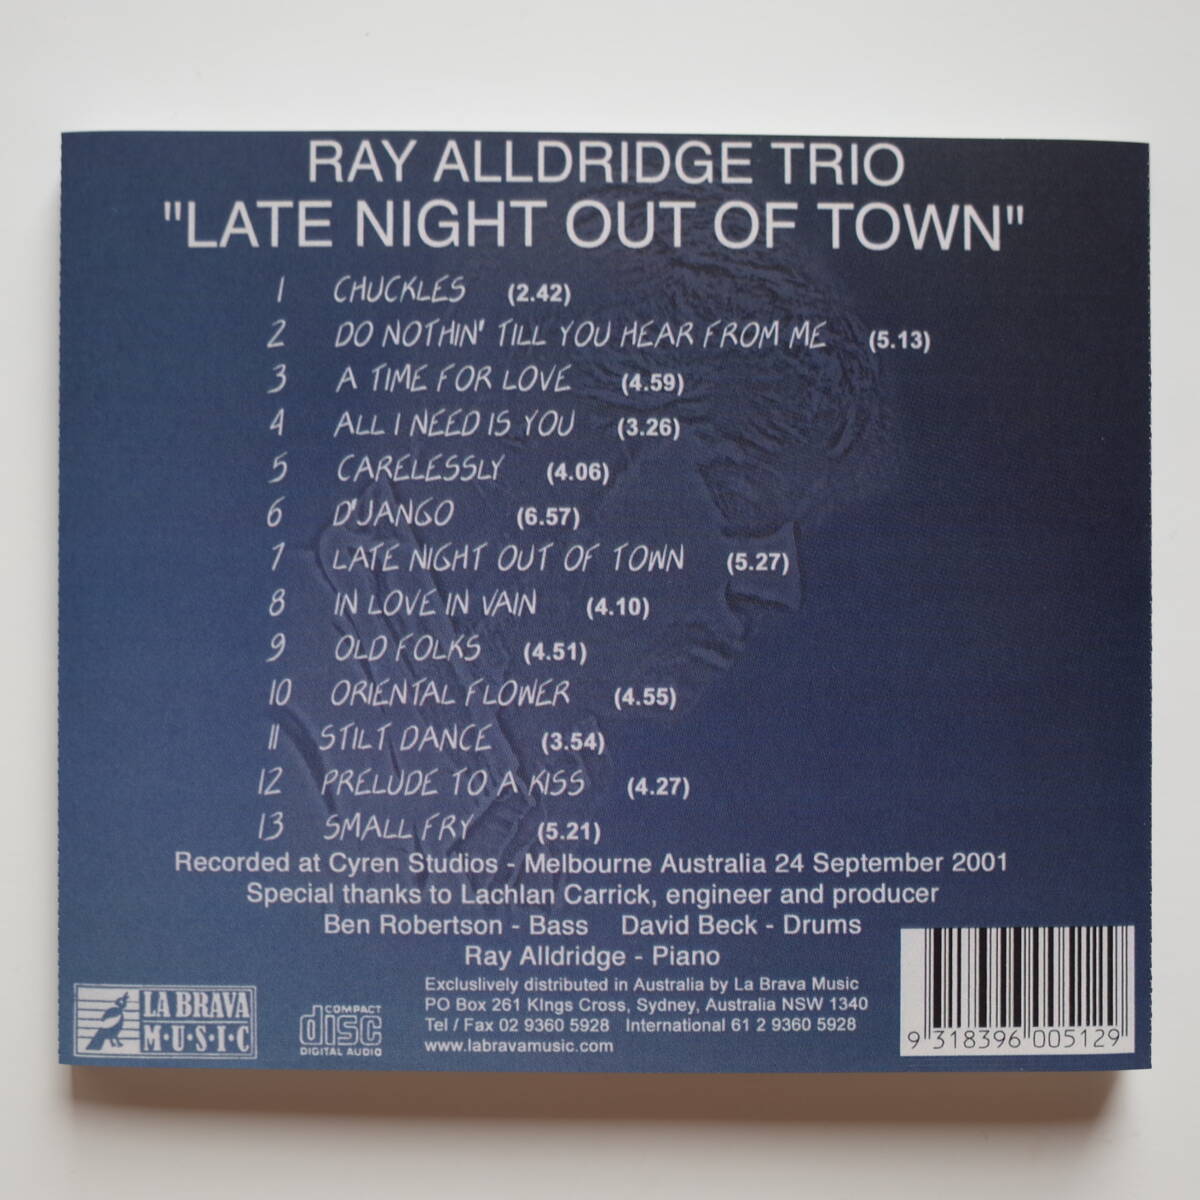 RAY ALLDRIDGE TRIO
"LATE NIGHT OUT OF TOWN"
1 CHUCKLES (2.42)
2 DO NOTHIN' TILL YOU HEAR FROM ME (5.13)
3 A TIME FOR LOVE (4.59)
4 ALL I NEED IS YOU (3.26)
5 CARELESSLY (4.06)
6 D'JANGO (6.57)
7 LATE NIGHT OUT OF TOWN (5.27)
8 IN LOVE IN VAIN (4.10)
9 OLD FOLKS (4.51)
10 ORIENTAL FLOWER (4.55)
11 STILT DANCE (3.54)
12 PRELUDE TO A KISS (4.27)
13 SMALL FRY (5.21)
Recorded at Cyren Studios - Melbourne Australia 24 September 2001
Special thanks to Lachlan Carrick, engineer and producer
Ben Robertson - Bass David Beck - Drums
Ray Alldridge - Piano
LA BRAVA
M·U·S·I·C
COMPACT
disc
DIGITAL AUDIO
Exclusively distributed in Australia by La Brava Music
PO Box 261 KIngs Cross, Sydney, Australia NSW 1340
Tel / Fax 02 9360 5928 International 61 2 9360 5928
www.labravamusic.com
9 318396 005129